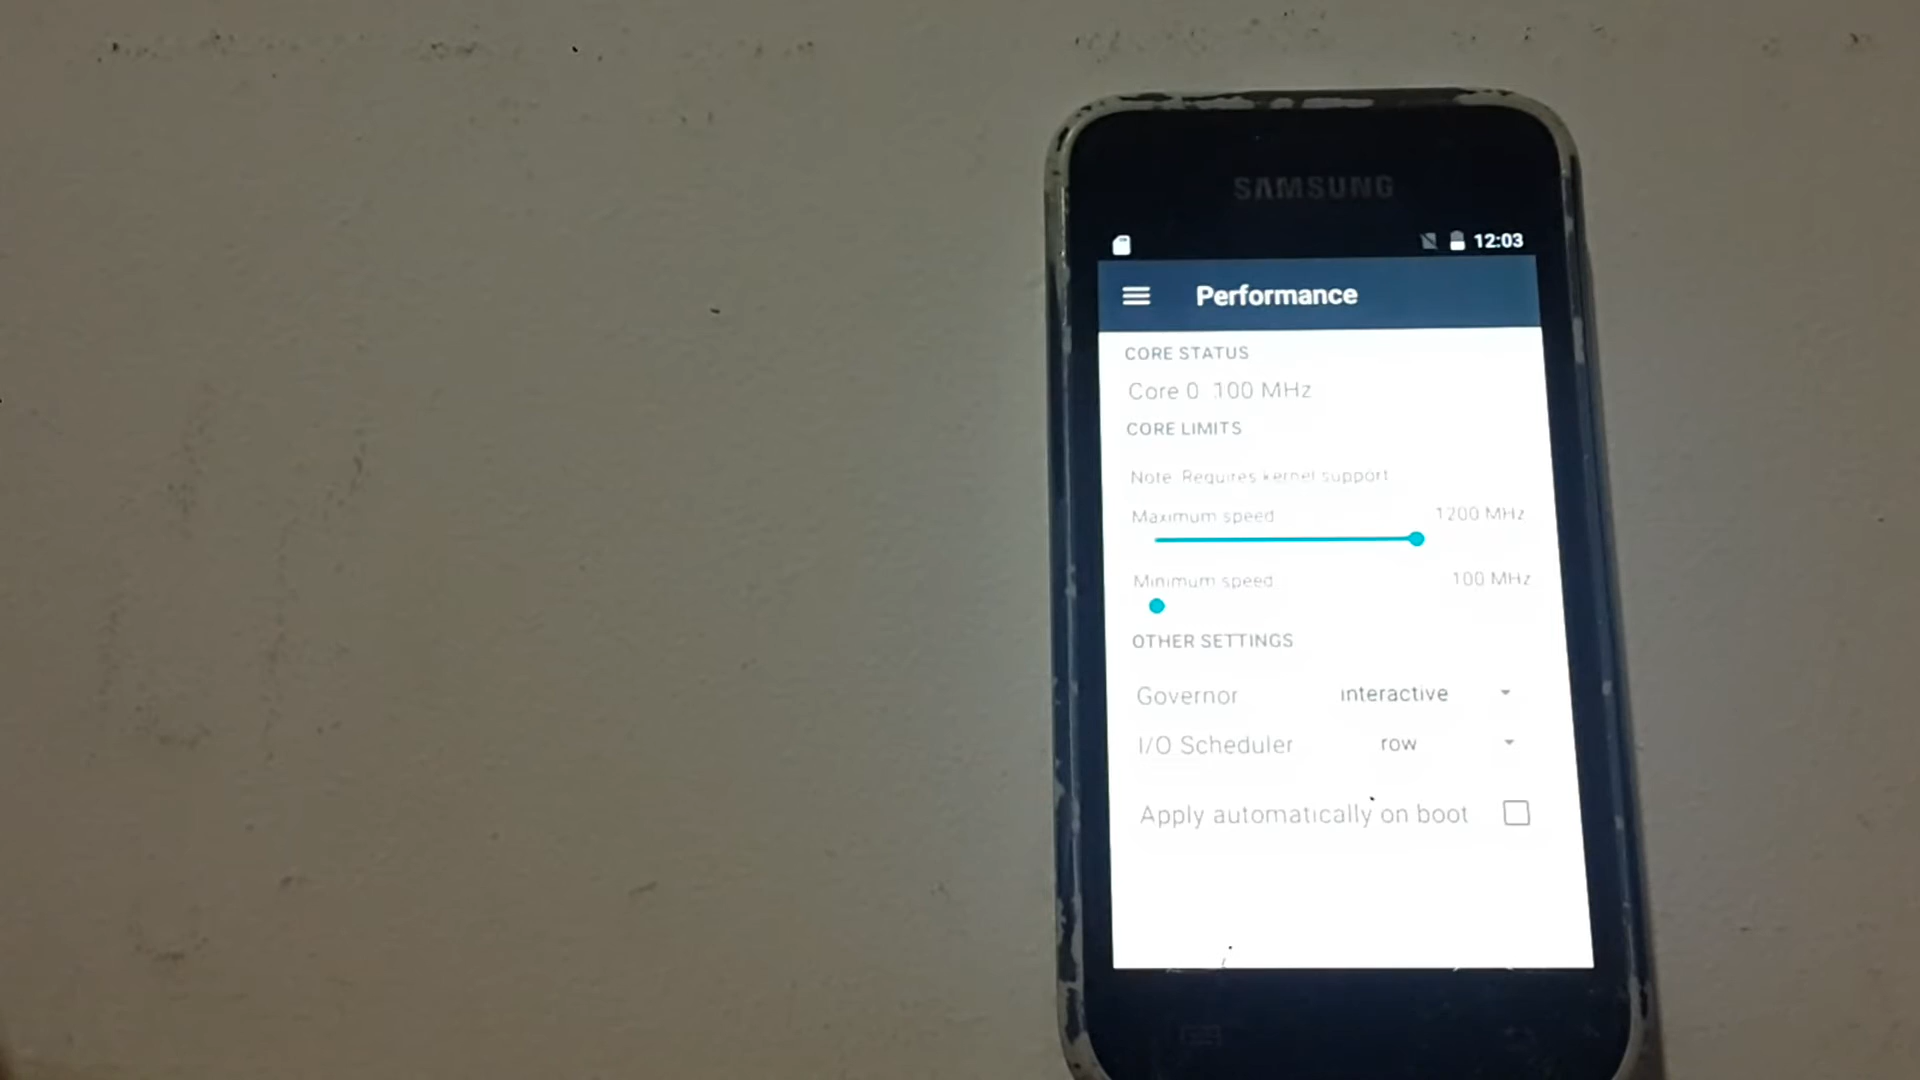 SAMSUNG
12:03
Performance
CORE STATUS
Core 0: 100 MHz
CORE LIMITS
Note: Requires kernel support
Maximum speed 1200 MHz
Minimum speed 100 MHz
OTHER SETTINGS
Governor interactive
I/O Scheduler row
Apply automatically on boot